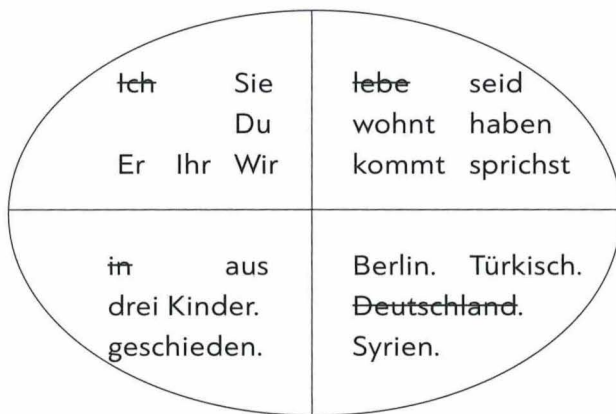 Ich Sie
Du
Er Ihr Wir
lebe seid
wohnt haben
kommt sprichst
in aus
drei Kinder.
geschieden.
Berlin. Türkisch.
Deutschland.
Syrien.